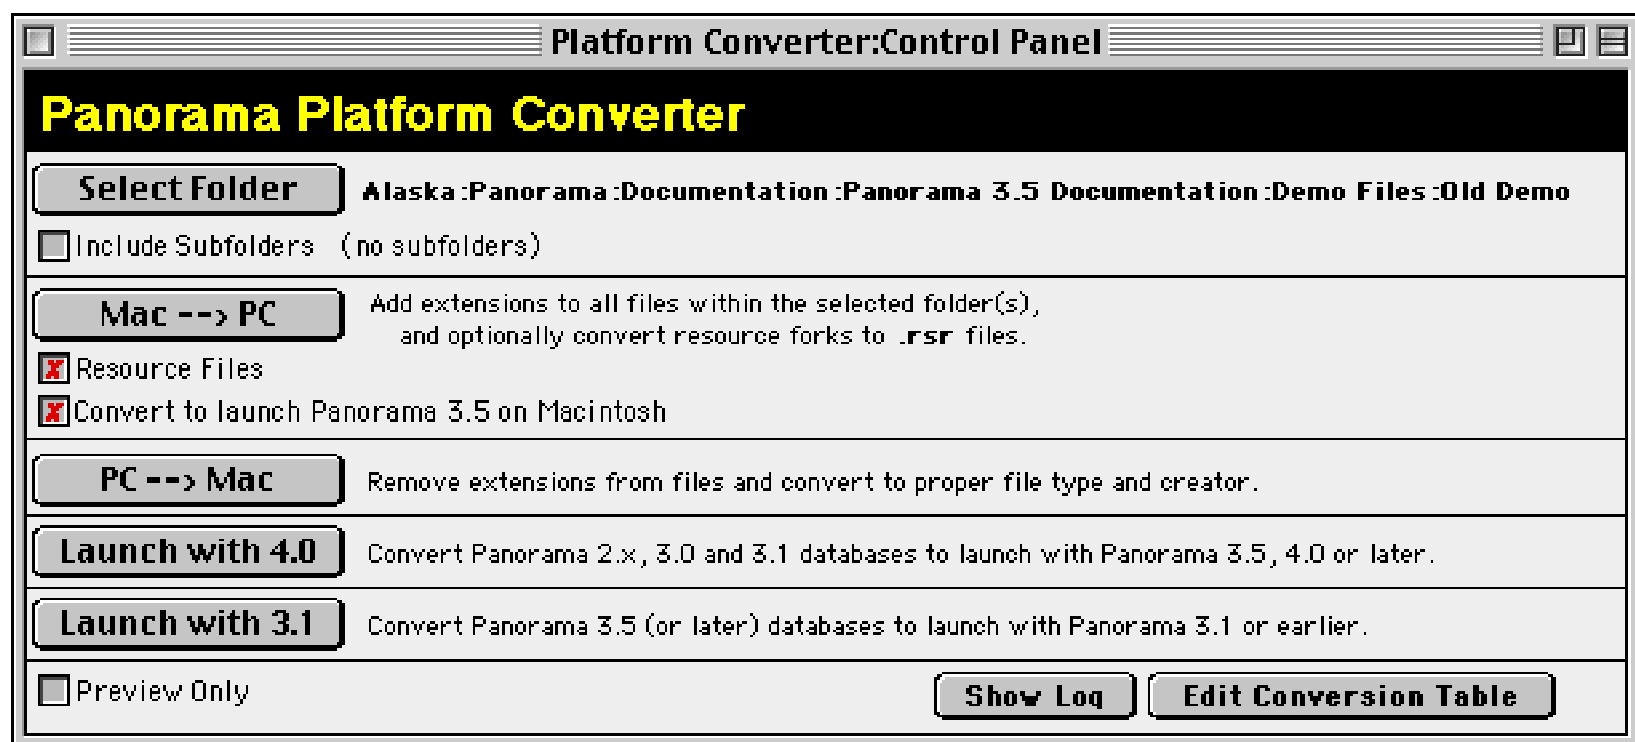 Platform Converter:Control Panel
Panorama Platform Converter
Select Folder Alaska:Panorama:Documentation:Panorama 3.5 Documentation:Demo Files:Old Demo
Include Subfolders (no subfolders)
Mac --> PC Add extensions to all files within the selected folder(s),
and optionally convert resource forks to .rsr files.
Resource Files
Convert to launch Panorama 3.5 on Macintosh
PC --> Mac Remove extensions from files and convert to proper file type and creator.
Launch with 4.0 Convert Panorama 2.x, 3.0 and 3.1 databases to launch with Panorama 3.5, 4.0 or later.
Launch with 3.1 Convert Panorama 3.5 (or later) databases to launch with Panorama 3.1 or earlier.
Preview Only Show Log Edit Conversion Table